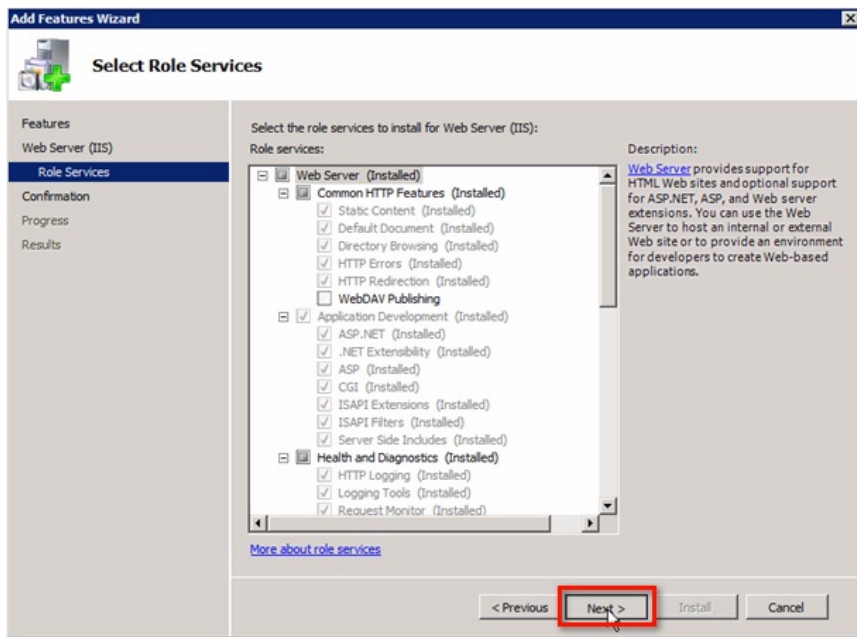 Add Features Wizard
Select Role Services
Features
Web Server (IIS)
Role Services
Confirmation
Progress
Results
Select the role services to install for Web Server (IIS):
Role services:
Web Server (Installed)
Common HTTP Features (Installed)
Static Content (Installed)
Default Document (Installed)
Directory Browsing (Installed)
HTTP Errors (Installed)
HTTP Redirection (Installed)
WebDAV Publishing
Application Development (Installed)
ASP.NET (Installed)
.NET Extensibility (Installed)
ASP (Installed)
CGI (Installed)
ISAPI Extensions (Installed)
ISAPI Filters (Installed)
Server Side Includes (Installed)
Health and Diagnostics (Installed)
HTTP Logging (Installed)
Logging Tools (Installed)
Request Monitor (Installed)
More about role services
Description:
Web Server provides support for
HTML Web sites and optional support
for ASP.NET, ASP, and Web server
extensions. You can use the Web
Server to host an internal or external
Web site or to provide an environment
for developers to create Web-based
applications.
< Previous
Next >
Install
Cancel